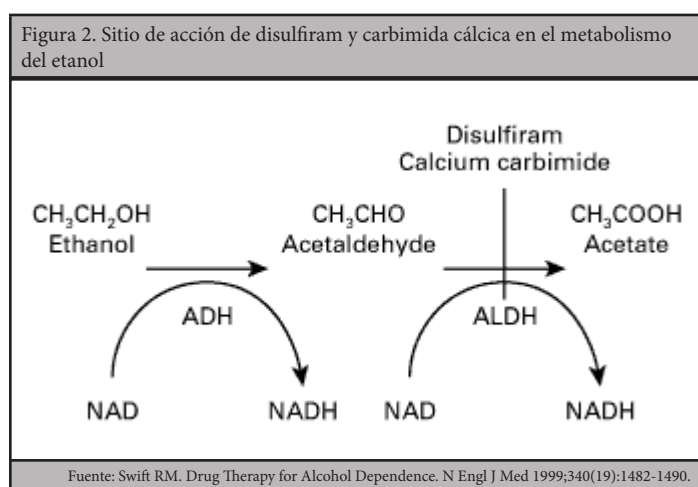 Figura 2. Sitio de acción de disulfiram y carbimida cálcica en el metabolismo
del etanol
Disulfiram
Calcium carbimide
CH₃CH₂OH
Ethanol
CH₃CHO
Acetaldehyde
CH₃COOH
Acetate
ADH
ALDH
NAD
NADH
NAD
NADH
Fuente: Swift RM. Drug Therapy for Alcohol Dependence. N Engl J Med 1999;340(19):1482-1490.